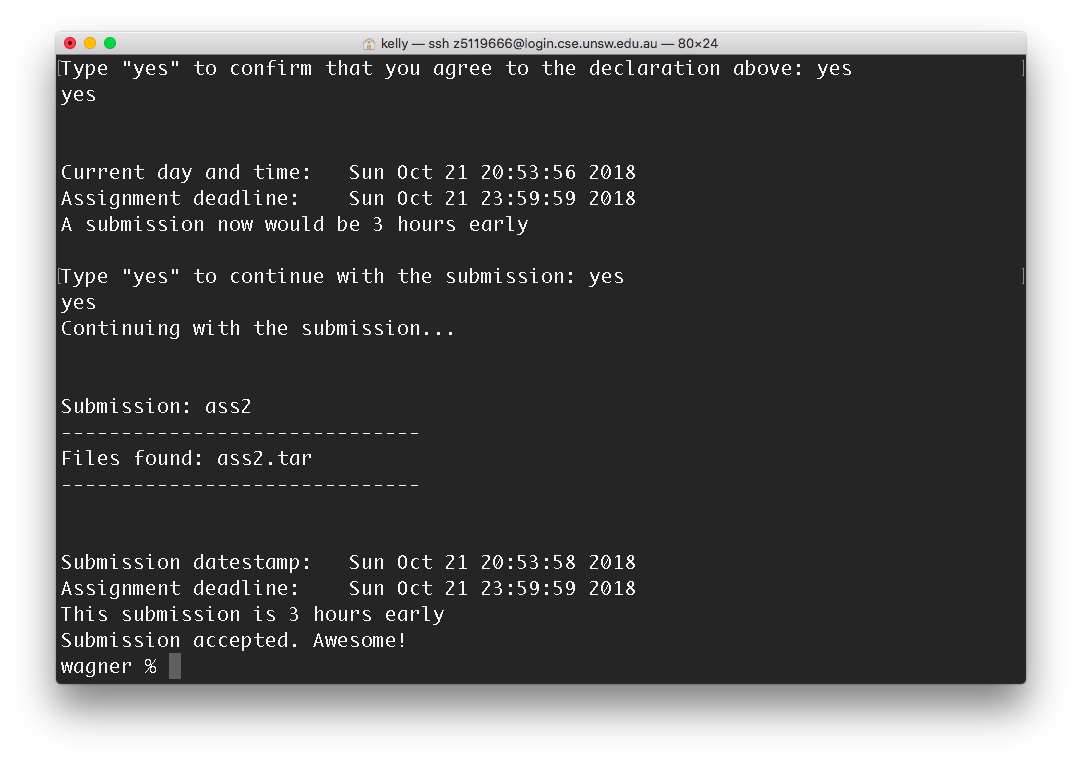 kelly — ssh z5119666@login.cse.unsw.edu.au — 80×24
[Type "yes" to confirm that you agree to the declaration above: yes ]
yes
Current day and time:   Sun Oct 21 20:53:56 2018
Assignment deadline:    Sun Oct 21 23:59:59 2018
A submission now would be 3 hours early
[Type "yes" to continue with the submission: yes ]
yes
Continuing with the submission...
Submission: ass2
------------------------------
Files found: ass2.tar
------------------------------
Submission datestamp:   Sun Oct 21 20:53:58 2018
Assignment deadline:    Sun Oct 21 23:59:59 2018
This submission is 3 hours early
Submission accepted. Awesome!
wagner %